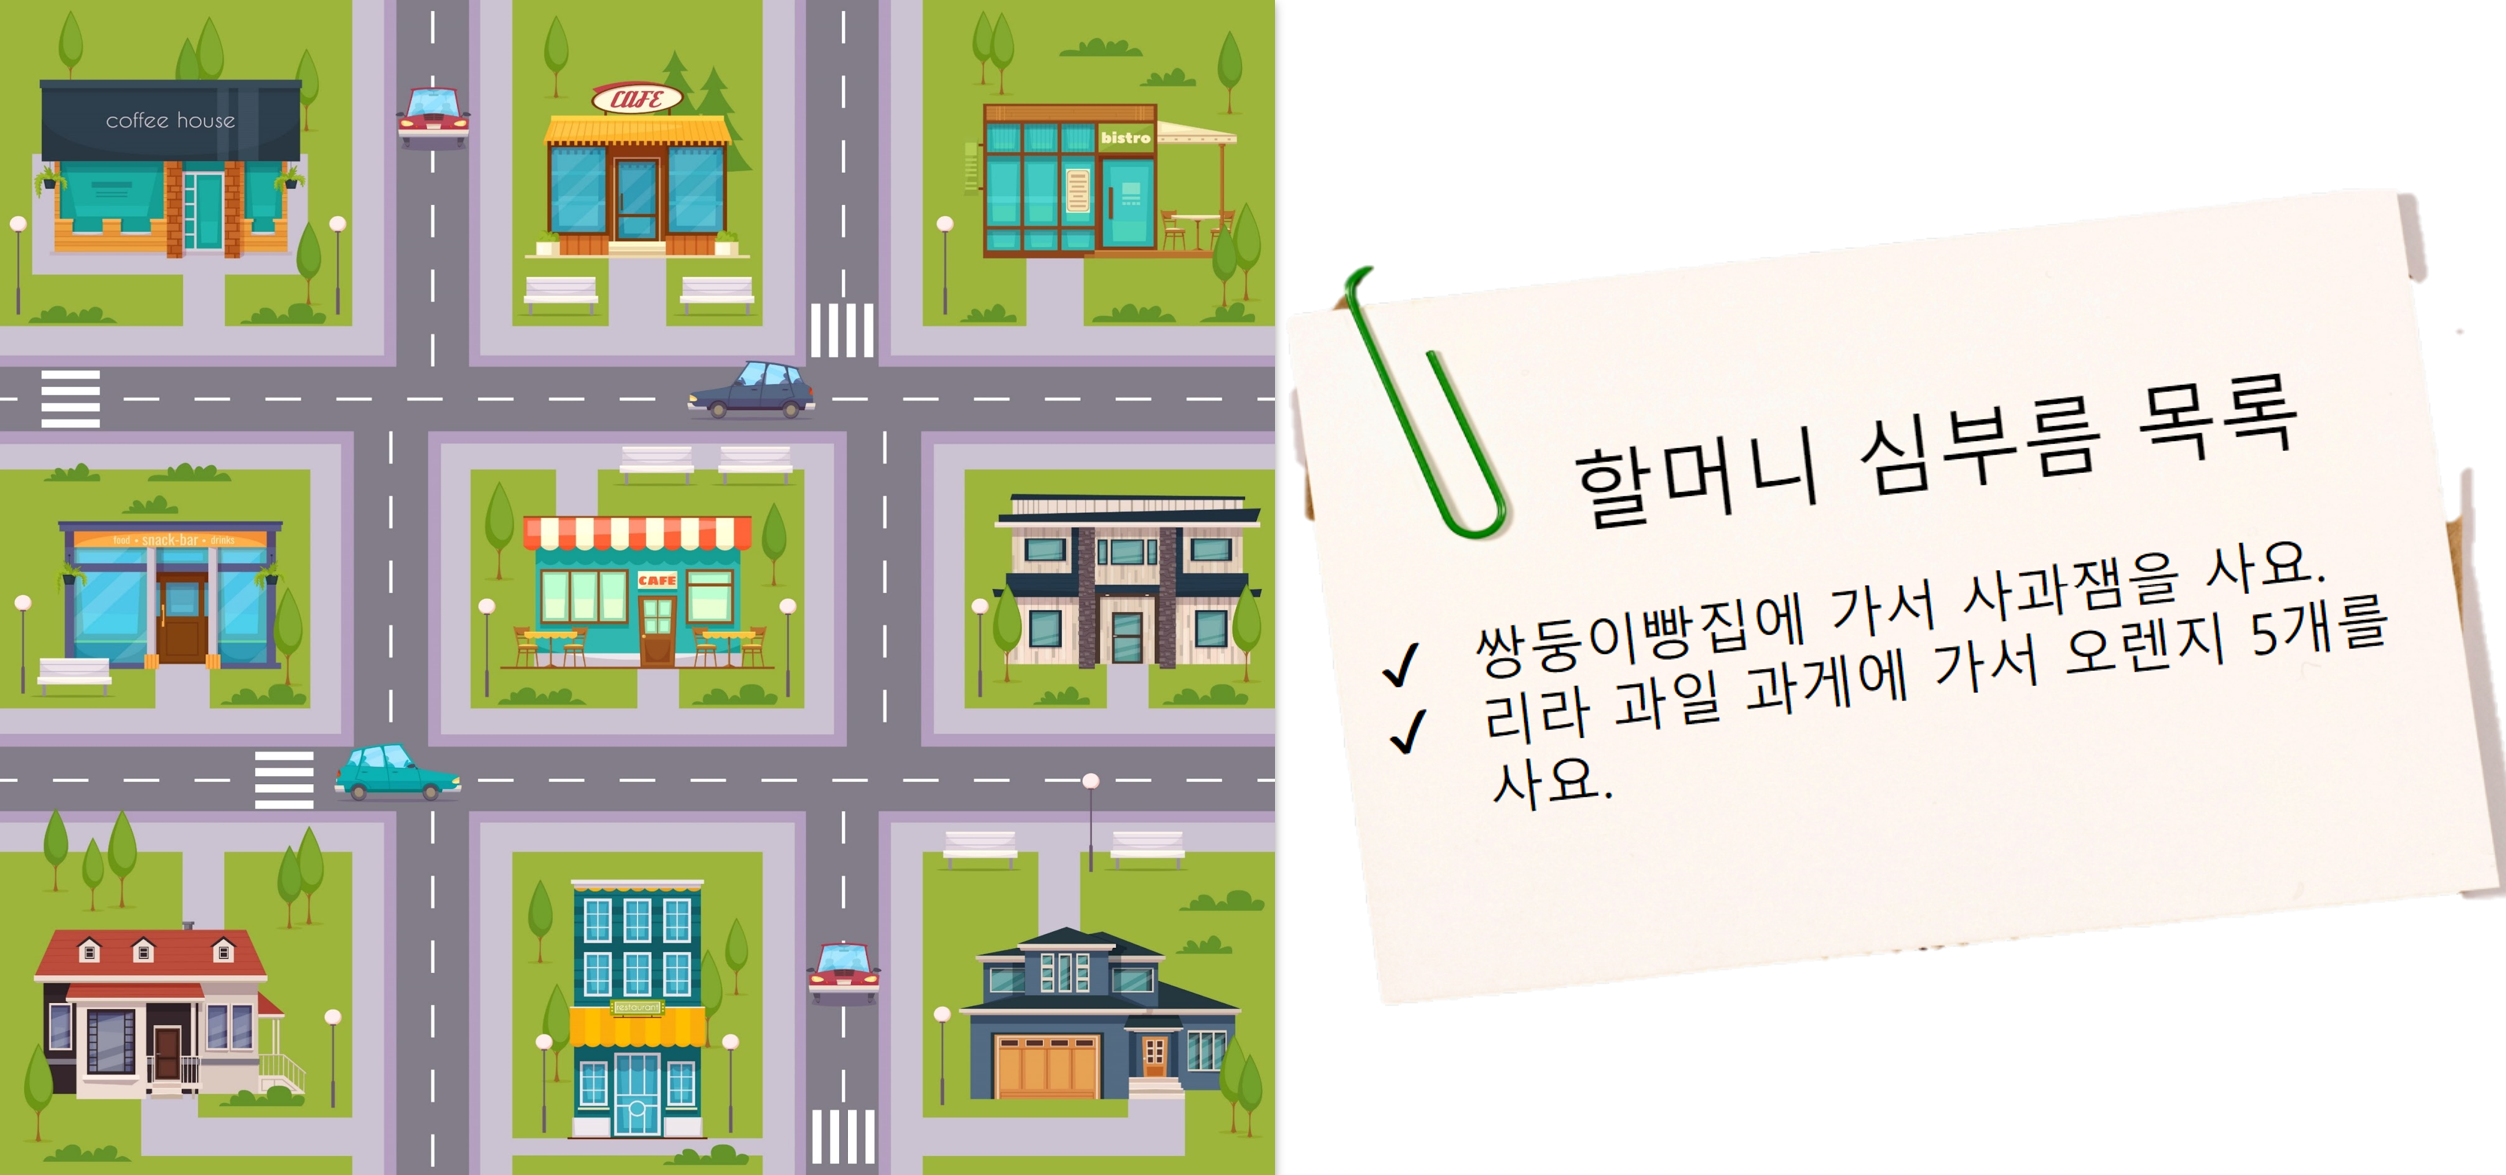 coffee house
CAFE
bistro
food • snack-bar • drinks
CAFE
restaurant
할머니 심부름 목록
✓ 쌍둥이빵집에 가서 사과잼을 사요.
✓ 리라 과일 과게에 가서 오렌지 5개를
사요.